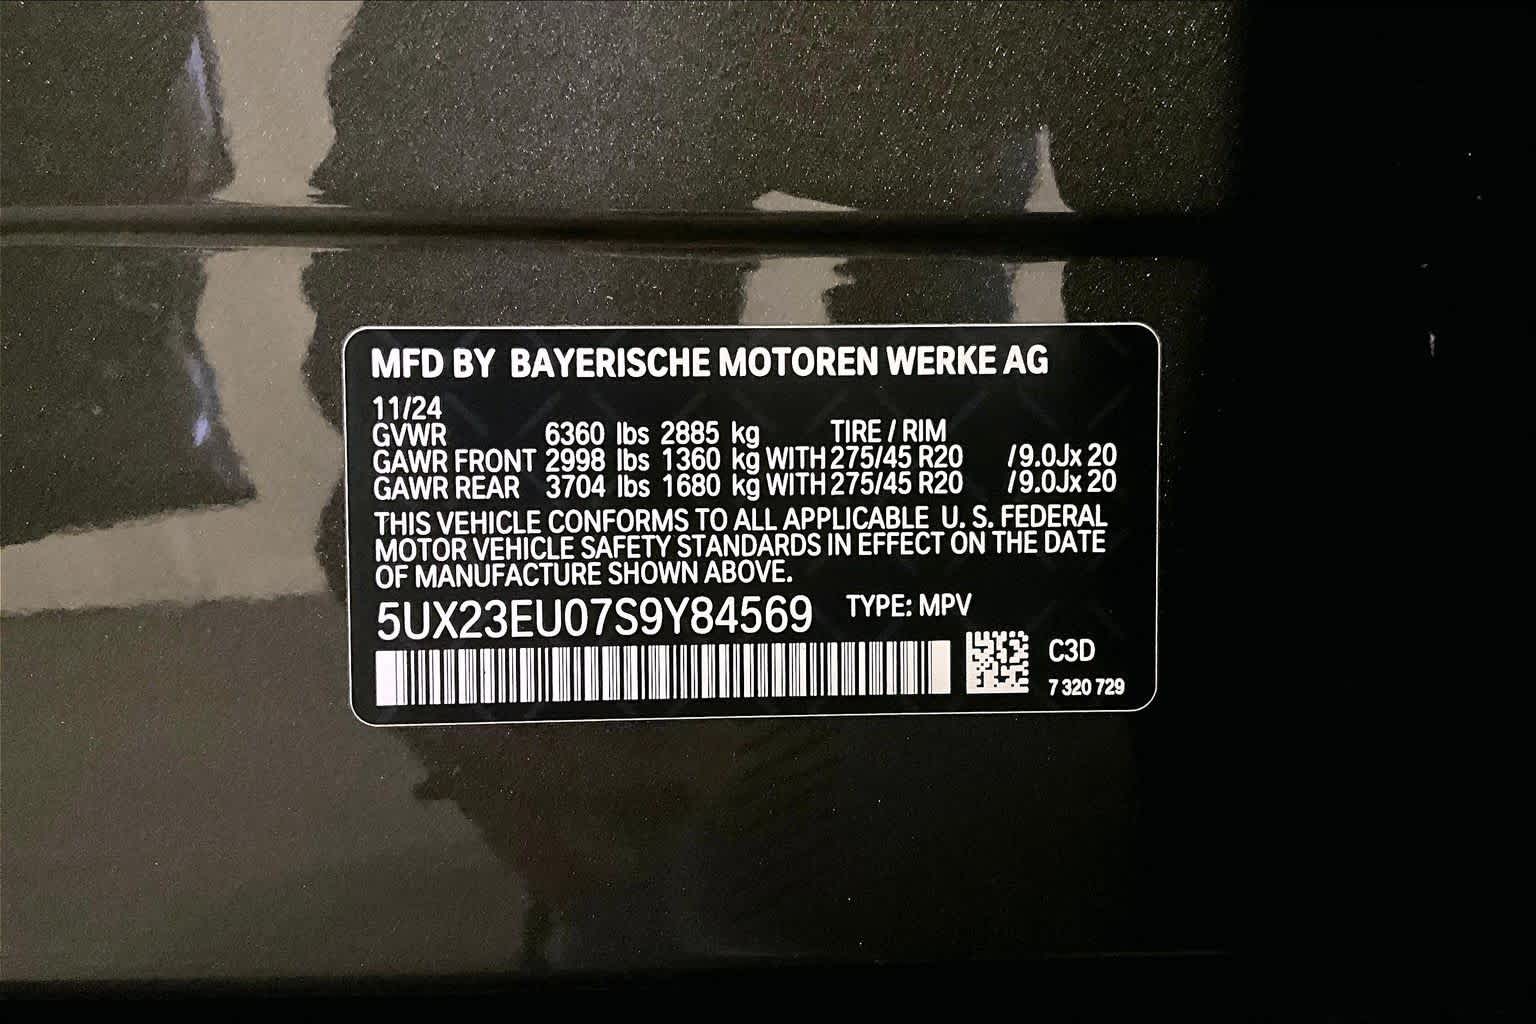 MFD BY BAYERISCHE MOTOREN WERKE AG
11/24
GVWR 6360 lbs 2885 kg TIRE / RIM
GAWR FRONT 2998 lbs 1360 kg WITH 275/45 R20 / 9.0Jx 20
GAWR REAR 3704 lbs 1680 kg WITH 275/45 R20 / 9.0Jx 20
THIS VEHICLE CONFORMS TO ALL APPLICABLE U. S. FEDERAL
MOTOR VEHICLE SAFETY STANDARDS IN EFFECT ON THE DATE
OF MANUFACTURE SHOWN ABOVE.
5UX23EU07S9Y84569 TYPE: MPV
C3D
7 320 729